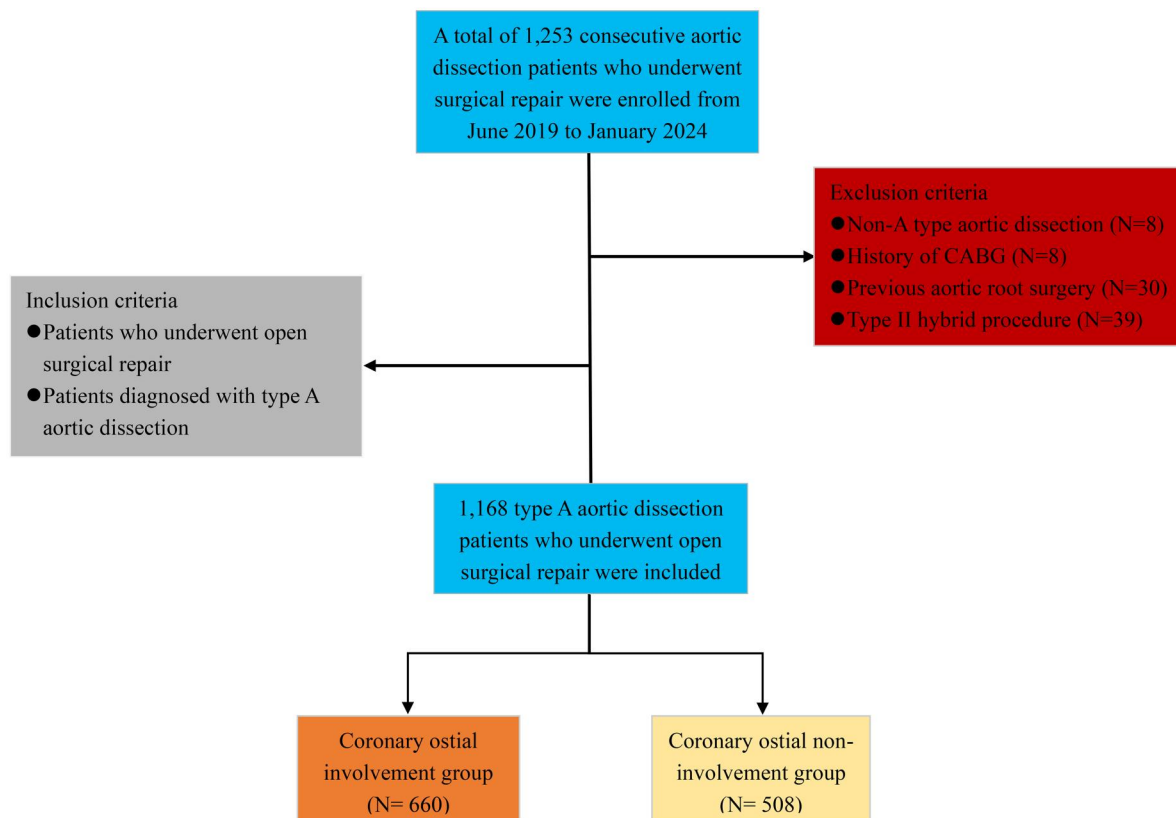 A total of 1,253 consecutive aortic
dissection patients who underwent
surgical repair were enrolled from
June 2019 to January 2024
Exclusion criteria
●Non-A type aortic dissection (N=8)
●History of CABG (N=8)
●Previous aortic root surgery (N=30)
●Type II hybrid procedure (N=39)
Inclusion criteria
●Patients who underwent open
surgical repair
●Patients diagnosed with type A
aortic dissection
1,168 type A aortic dissection
patients who underwent open
surgical repair were included
Coronary ostial
involvement group
(N= 660)
Coronary ostial non-
involvement group
(N= 508)